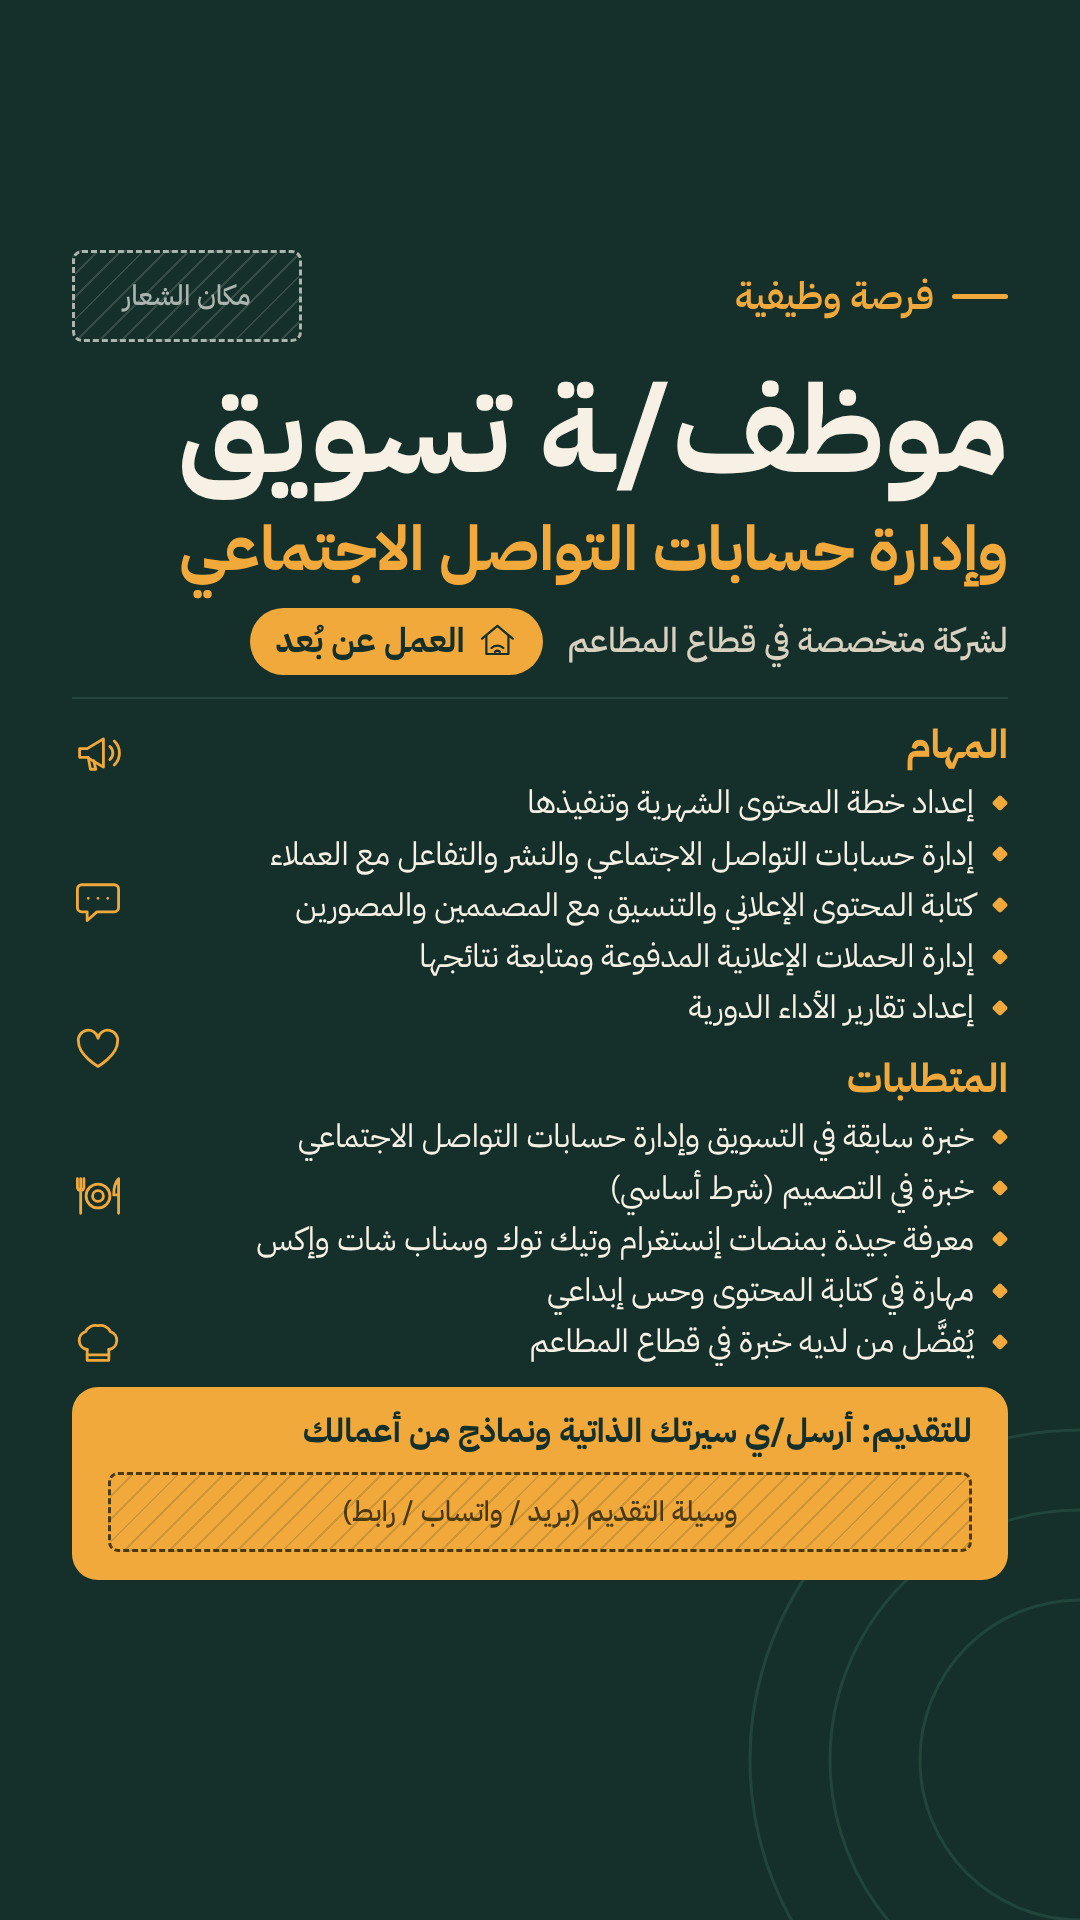 فرصة وظيفية
مكان الشعار
موظف/ة تسويق
وإدارة حسابات التواصل الاجتماعي
لشركة متخصصة في قطاع المطاعم
العمل عن بُعد
المهام
إعداد خطة المحتوى الشهرية وتنفيذها
إدارة حسابات التواصل الاجتماعي والنشر والتفاعل مع العملاء
كتابة المحتوى الإعلاني والتنسيق مع المصممين والمصورين
إدارة الحملات الإعلانية المدفوعة ومتابعة نتائجها
إعداد تقارير الأداء الدورية
المتطلبات
خبرة سابقة في التسويق وإدارة حسابات التواصل الاجتماعي
خبرة في التصميم (شرط أساسي)
معرفة جيدة بمنصات إنستغرام وتيك توك وسناب شات وإكس
مهارة في كتابة المحتوى وحس إبداعي
يُفضَّل من لديه خبرة في قطاع المطاعم
للتقديم: أرسل/ي سيرتك الذاتية ونماذج من أعمالك
وسيلة التقديم (بريد / واتساب / رابط)